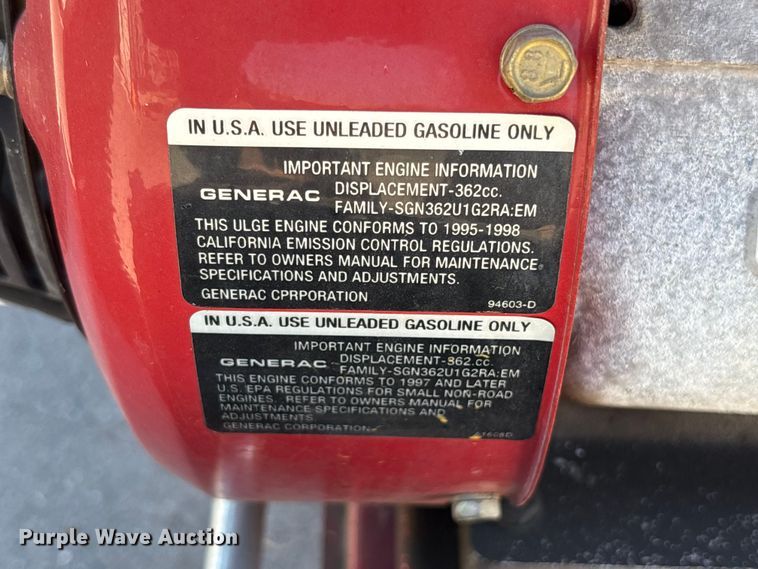 8.8
IN U.S.A. USE UNLEADED GASOLINE ONLY
IMPORTANT ENGINE INFORMATION
GENERAC DISPLACEMENT-362cc.
FAMILY-SGN362U1G2RA:EM
THIS ULGE ENGINE CONFORMS TO 1995-1998
CALIFORNIA EMISSION CONTROL REGULATIONS.
REFER TO OWNERS MANUAL FOR MAINTENANCE
SPECIFICATIONS AND ADJUSTMENTS.
GENERAC CPRPORATION 94603-D
IN U.S.A. USE UNLEADED GASOLINE ONLY
IMPORTANT ENGINE INFORMATION
GENERAC DISPLACEMENT-362.cc.
FAMILY-SGN362U1G2RA:EM
THIS ENGINE CONFORMS TO 1997 AND LATER
U.S. EPA REGULATIONS FOR SMALL NON-ROAD
ENGINES. REFER TO OWNERS MANUAL FOR
MAINTENANCE SPECIFICATIONS AND
ADJUSTMENTS
GENERAC CORPORATION
Purple Wave Auction